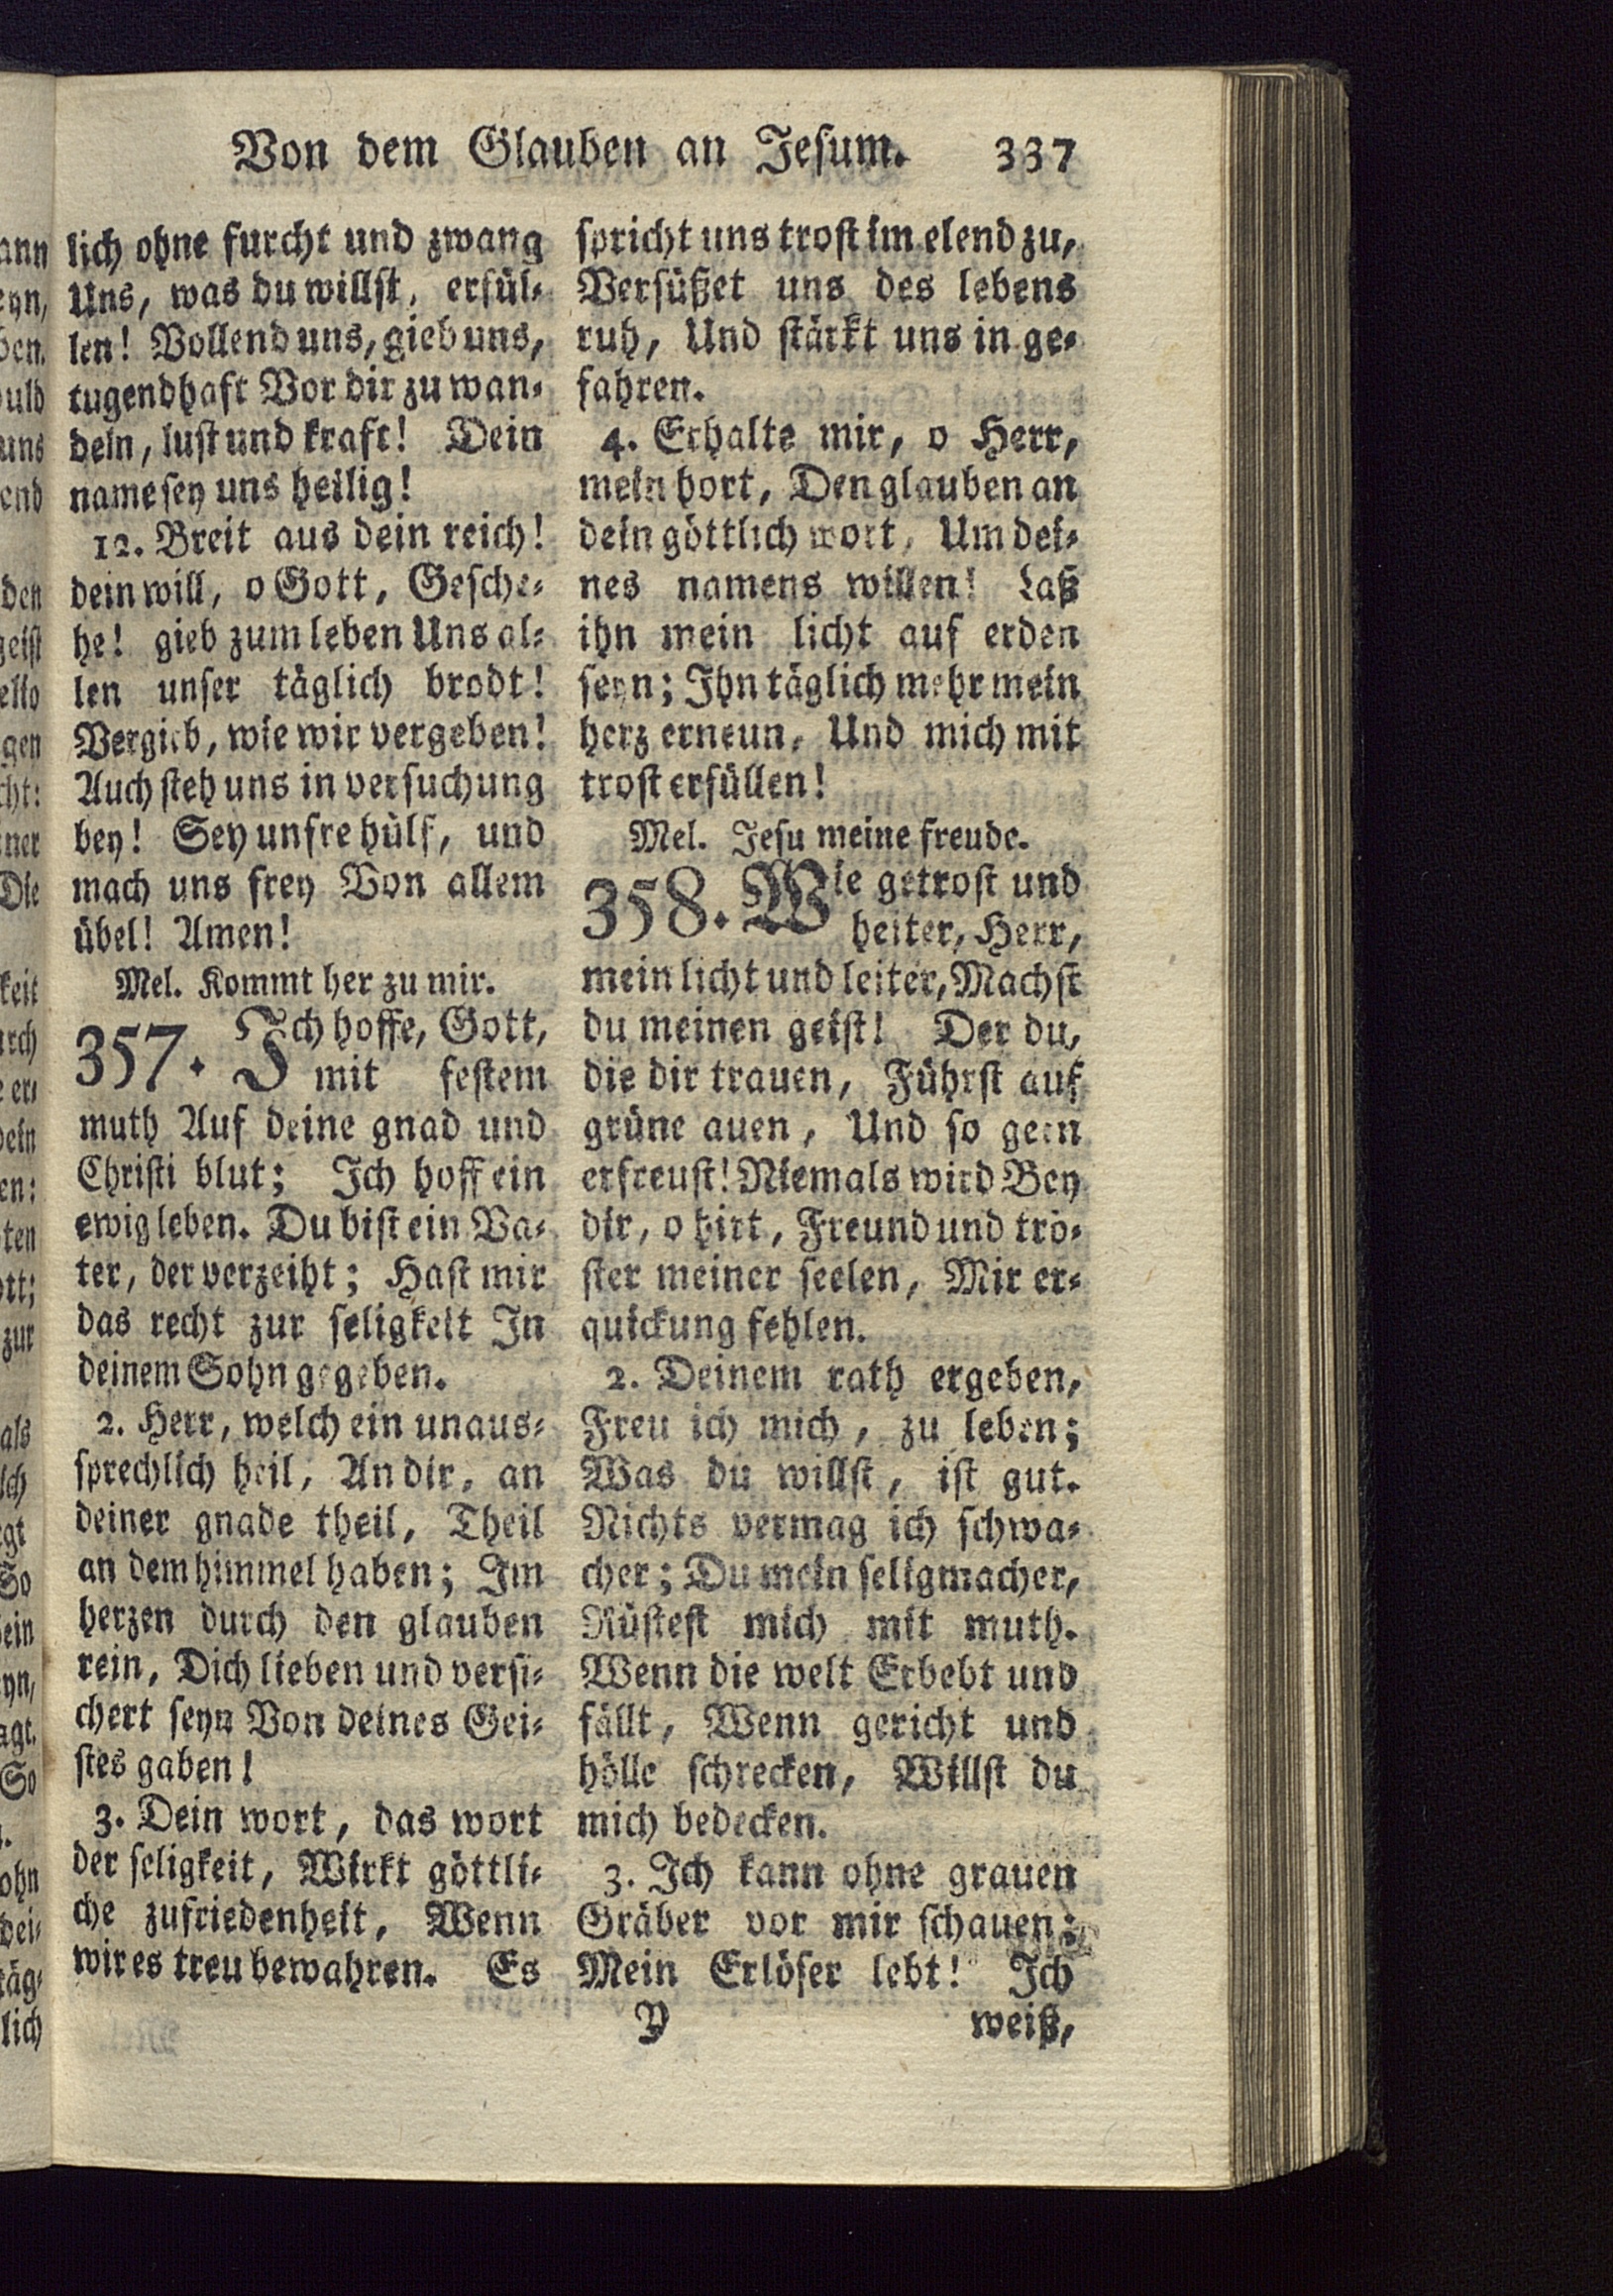 Von dem Glauben an Jesum. 337
lich ohne furcht und zwang
Uns, was du willst, erfül-
len! Vollend uns, gieb uns,
tugendhaft Vor dir zu wan-
deln, lust und kraft! Dein
name sey uns heilig!
12. Breit aus dein reich!
dein will, o Gott, Gesche-
he! gieb zum leben Uns al-
len unser täglich brodt!
Vergieb, wie wir vergeben!
Auch steh uns in versuchung
bey! Sey unsre hülf, und
mach uns frey Von allem
übel! Amen!
Mel. Kommt her zu mir.
357. Ich hoffe, Gott,
mit festem
muth Auf deine gnad und
Christi blut; Ich hoff ein
ewig leben. Du bist ein Va-
ter, der verzeiht; Hast mir
das recht zur seligkeit In
deinem Sohn gegeben.
2. Herr, welch ein unaus-
sprechlich heil, An dir, an
deiner gnade theil, Theil
an dem himmel haben; Im
herzen durch den glauben
rein, Dich lieben und versi-
chert seyn Von deines Gei-
stes gaben!
3. Dein wort, das wort
der seligkeit, Wirkt göttli-
che zufriedenheit, Wenn
wir es treu bewahren. Es
spricht uns trost im elend zu,
Versüßet uns des lebens
ruh, Und stärkt uns in ge-
fahren.
4. Erhalte mir, o Herr,
mein hort, Den glauben an
dein göttlich wort, Um dei-
nes namens willen! Laß
ihn mein licht auf erden
seyn; Ihn täglich mehr mein
herz erneun, Und mich mit
trost erfüllen!
Mel. Jesu meine freude.
358. Wie getrost und
heiter, Herr,
mein licht und leiter, Machst
du meinen geist! Der du,
die dir trauen, Führst auf
grüne auen, Und so gern
erfreust! Niemals wird Bey
dir, o hirt, Freund und trö-
ster meiner seelen, Mir er-
quickung fehlen.
2. Deinem rath ergeben,
Freu ich mich, zu leben;
Was du willst, ist gut.
Nichts vermag ich schwa-
cher; Du mein seligmacher,
Rüstest mich mit muth.
Wenn die welt Erbebt und
fällt, Wenn gericht und
hölle schrecken, Willst du
mich bedecken.
3. Ich kann ohne grauen
Gräber vor mir schauen;
Mein Erlöser lebt! Ich
Y weiß,